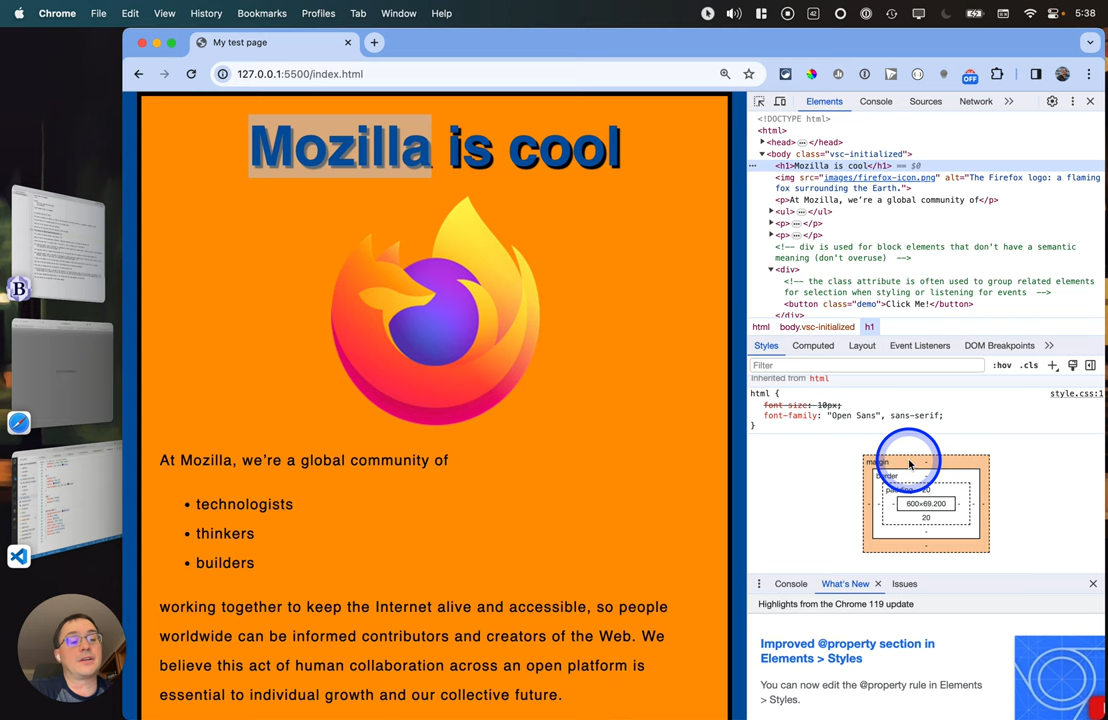 Chrome File Edit View History Bookmarks Profiles Tab Window Help
42
5:38
My test page
127.0.0.1:5500/index.html
OFF
Mozilla is cool
At Mozilla, we’re a global community of
• technologists
• thinkers
• builders
working together to keep the Internet alive and accessible, so people
worldwide can be informed contributors and creators of the Web. We
believe this act of human collaboration across an open platform is
essential to individual growth and our collective future.
B
Elements Console Sources Network
<!DOCTYPE html>
<html>
<head> </head>
<body class="vsc-initialized">
<h1>Mozilla is cool</h1> == $0
<img src="images/firefox-icon.png" alt="The Firefox logo: a flaming
fox surrounding the Earth.">
<p>At Mozilla, we’re a global community of</p>
<ul> </ul>
<p> </p>
<p> </p>
<!-- div is used for block elements that don't have a semantic
meaning (don't overuse) -->
<div>
<!-- the class attribute is often used to group related elements
for selection when styling or listening for events -->
<button class="demo">Click Me!</button>
</div>
html body.vsc-initialized h1
Styles Computed Layout Event Listeners DOM Breakpoints
Filter :hov .cls
Inherited from html
html { style.css:1
font-size: 10px;
font-family: "Open Sans", sans-serif;
}
margin -
border -
padding 20
- - - 600×69.200 - - -
20
-
-
Console What's New Issues
Highlights from the Chrome 119 update
Improved @property section in
Elements > Styles
You can now edit the @property rule in Elements
> Styles.